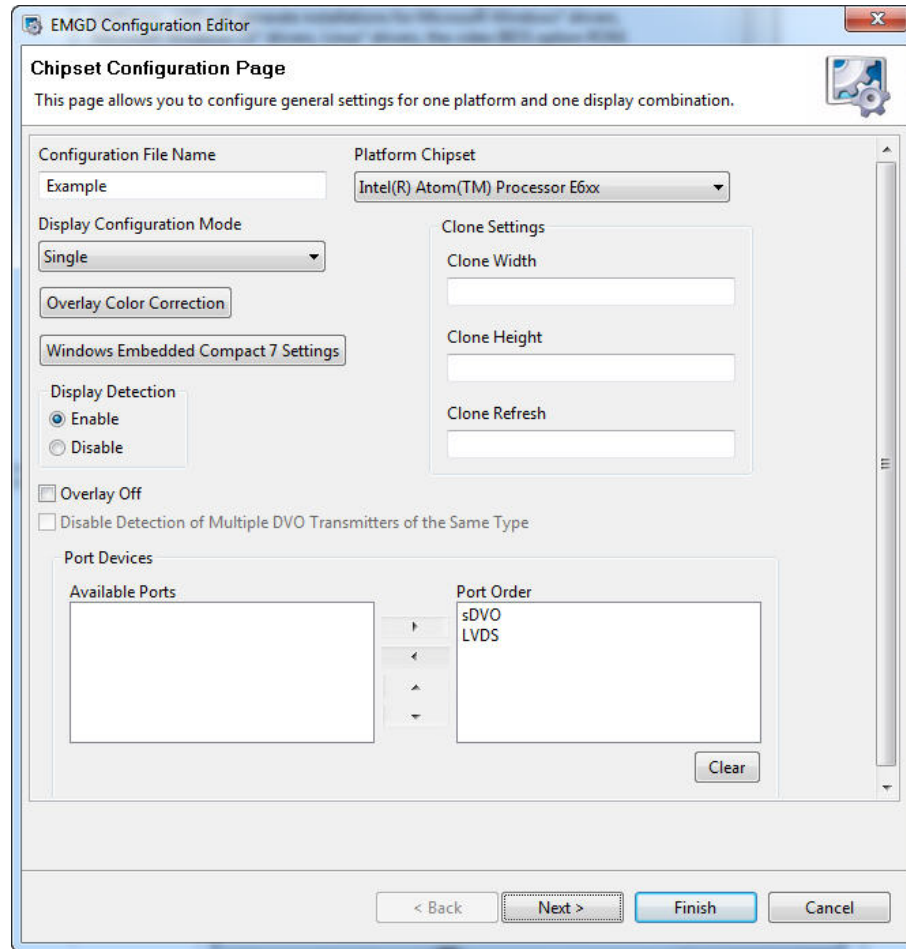 EMGD Configuration Editor
Chipset Configuration Page
This page allows you to configure general settings for one platform and one display combination.
Configuration File Name
Platform Chipset
Example
Intel(R) Atom(TM) Processor E6xx
Display Configuration Mode
Single
Clone Settings
Clone Width
Overlay Color Correction
Windows Embedded Compact 7 Settings
Clone Height
Display Detection
Enable
Disable
Clone Refresh
Overlay Off
Disable Detection of Multiple DVO Transmitters of the Same Type
Port Devices
Available Ports
Port Order
sDVO
LVDS
Clear
< Back
Next >
Finish
Cancel